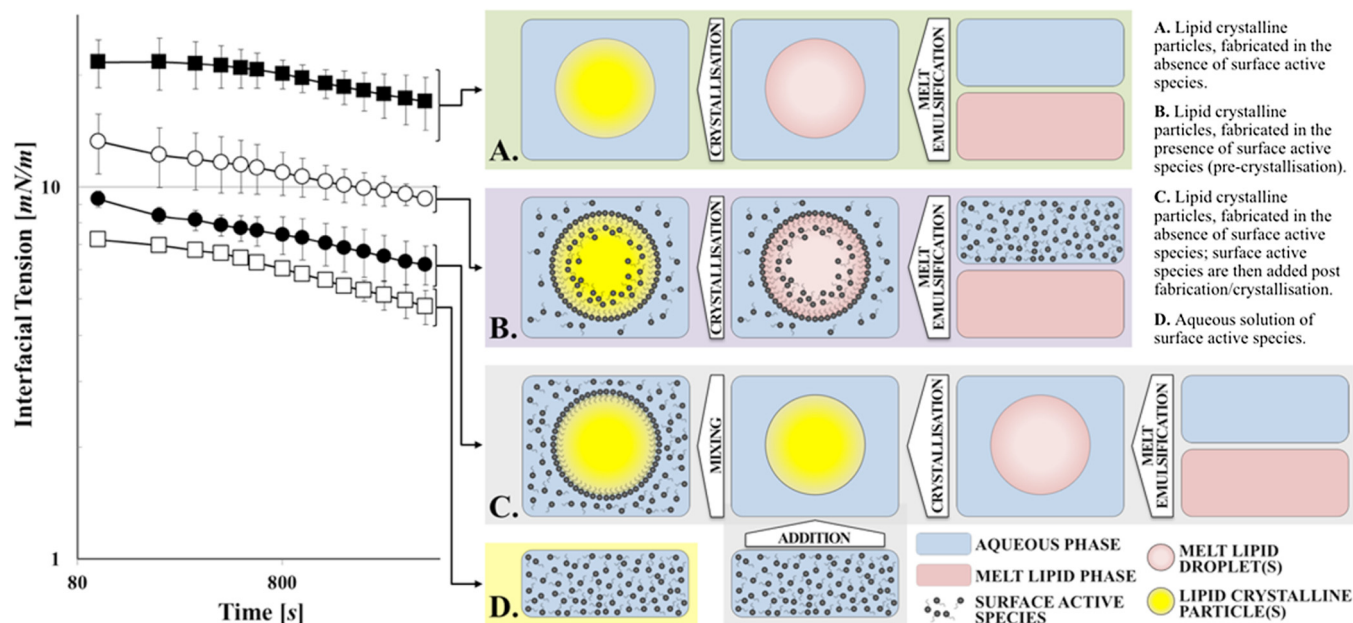 Interfacial Tension [mN/m]
10
1
80
800
Time [s]
A.
CRYSTALLISATION
MELT
EMULSIFICATION
B.
CRYSTALLISATION
MELT
EMULSIFICATION
C.
MIXING
CRYSTALLISATION
MELT
EMULSIFICATION
ADDITION
D.
AQUEOUS PHASE
MELT LIPID PHASE
SURFACE ACTIVE
SPECIES
MELT LIPID
DROPLET(S)
LIPID CRYSTALLINE
PARTICLE(S)
A. Lipid crystalline
particles, fabricated in the
absence of surface active
species.
B. Lipid crystalline
particles, fabricated in the
presence of surface active
species (pre-crystallisation).
C. Lipid crystalline
particles, fabricated in the
absence of surface active
species; surface active
species are then added post
fabrication/crystallisation.
D. Aqueous solution of
surface active species.